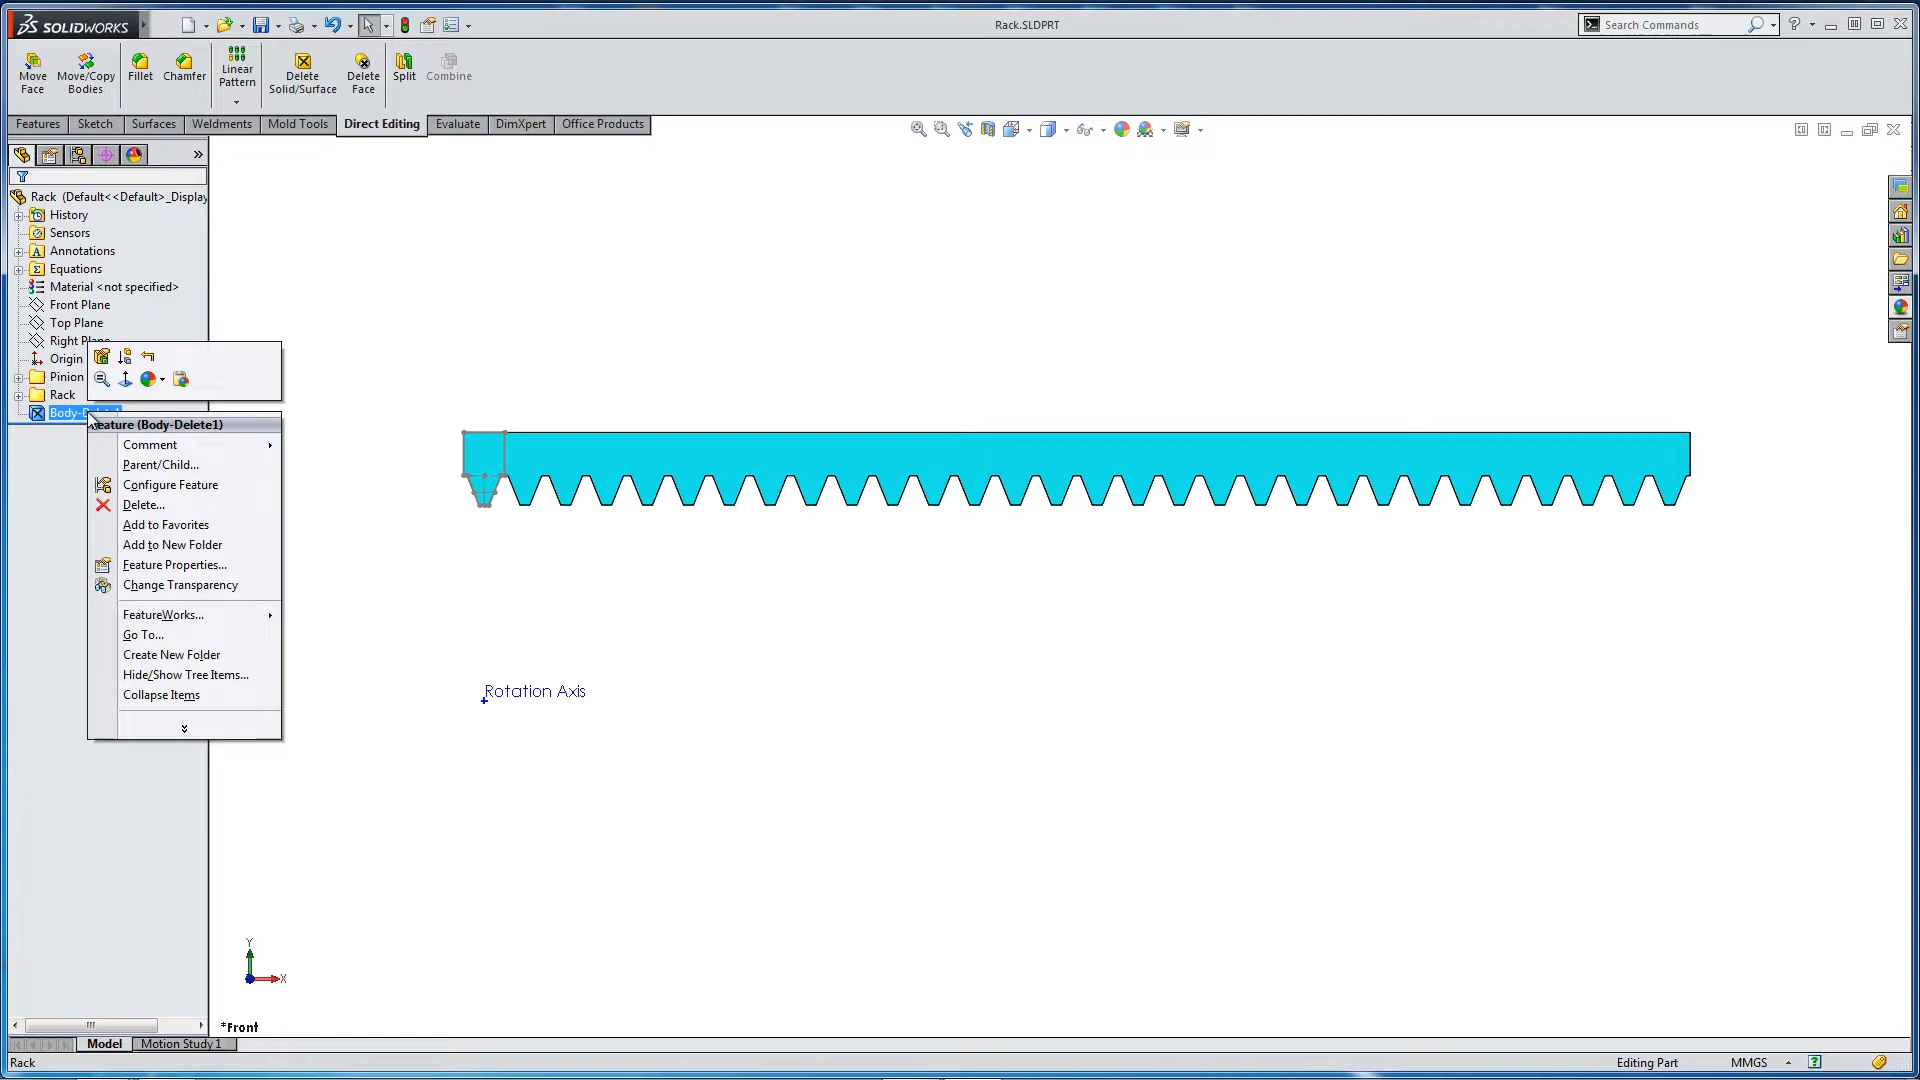 SOLIDWORKS
Rack.SLDPRT
Search Commands
Move Face
Move/Copy Bodies
Fillet
Chamfer
Linear Pattern
Delete Solid/Surface
Delete Face
Split
Combine
Features
Sketch
Surfaces
Weldments
Mold Tools
Direct Editing
Evaluate
DimXpert
Office Products
Rack (Default<<Default>_Display
History
Sensors
Annotations
Equations
Material <not specified>
Front Plane
Top Plane
Right Plane
Origin
Pinion
Rack
Feature (Body-Delete1)
Comment
Parent/Child...
Configure Feature
Delete...
Add to Favorites
Add to New Folder
Feature Properties...
Change Transparency
FeatureWorks...
Go To...
Create New Folder
Hide/Show Tree Items...
Collapse Items
Rotation Axis
Y
X
*Front
Model
Motion Study 1
Rack
Editing Part
MMGS